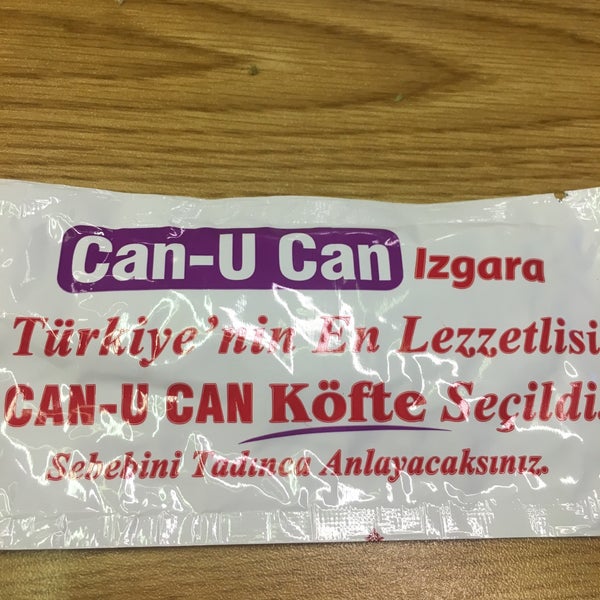 Can-U Can Izgara
Türkiye'nin En Lezzetlisi
CAN-U CAN Köfte Seçildi.
Sebebini Tadınca Anlayacaksınız.